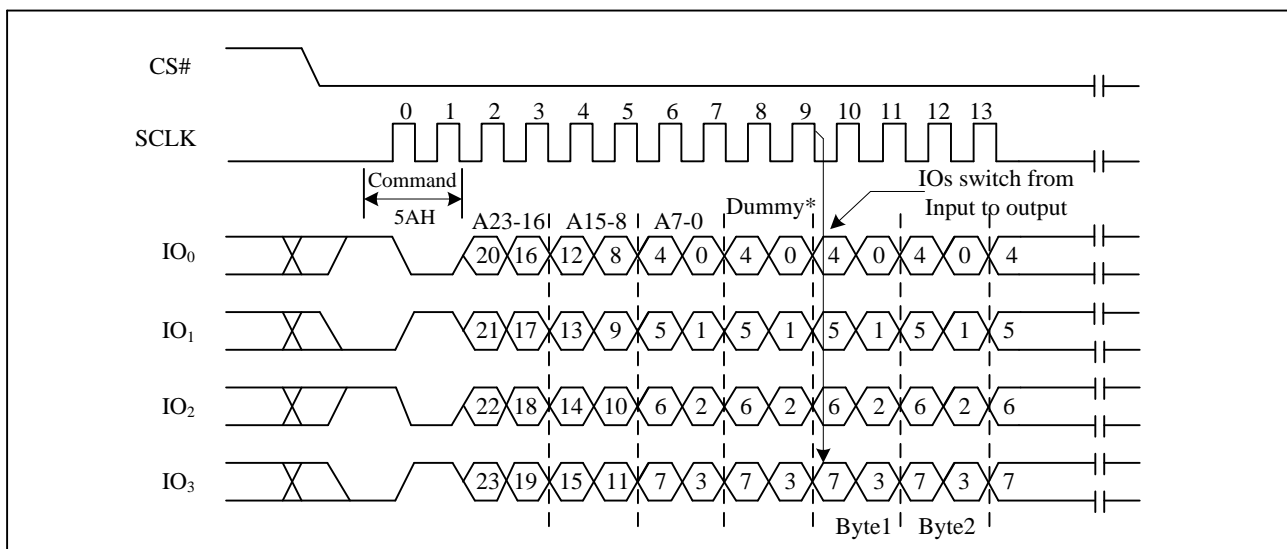 CS#
0 1 2 3 4 5 6 7 8 9 10 11 12 13
SCLK
Command
5AH
IOs switch from
Input to output
Dummy*
A23-16 A15-8 A7-0
IO0 20 16 12 8 4 0 4 0 4 0 4 0 4
IO1 21 17 13 9 5 1 5 1 5 1 5 1 5
IO2 22 18 14 10 6 2 6 2 6 2 6 2 6
IO3 23 19 15 11 7 3 7 3 7 3 7 3 7
Byte1 Byte2